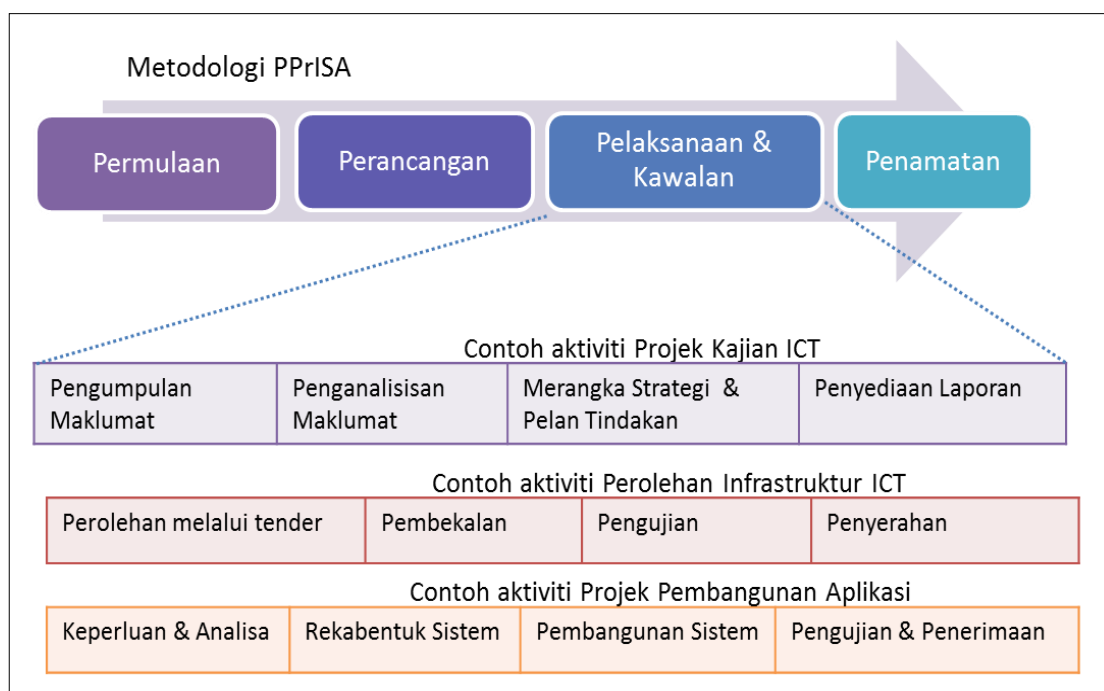 Metodologi PPrISA
Permulaan
Perancangan
Pelaksanaan &
Kawalan
Penamatan
Contoh aktiviti Projek Kajian ICT
Pengumpulan
Maklumat
Penganalisisan
Maklumat
Merangka Strategi &
Pelan Tindakan
Penyediaan Laporan
Contoh aktiviti Perolehan Infrastruktur ICT
Perolehan melalui tender
Pembekalan
Pengujian
Penyerahan
Contoh aktiviti Projek Pembangunan Aplikasi
Keperluan & Analisa
Rekabentuk Sistem
Pembangunan Sistem
Pengujian & Penerimaan